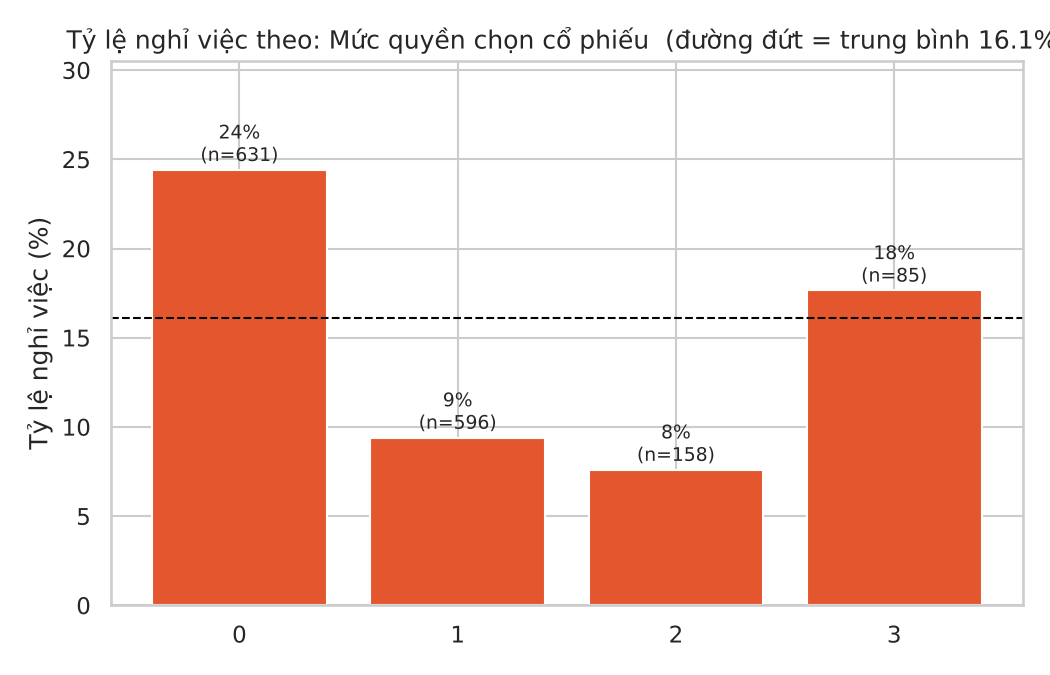 Tỷ lệ nghỉ việc theo: Mức quyền chọn cổ phiếu (đường đứt = trung bình 16.1%
Tỷ lệ nghỉ việc (%)
30
25
20
15
10
5
0
24%
(n=631)
9%
(n=596)
8%
(n=158)
18%
(n=85)
0
1
2
3